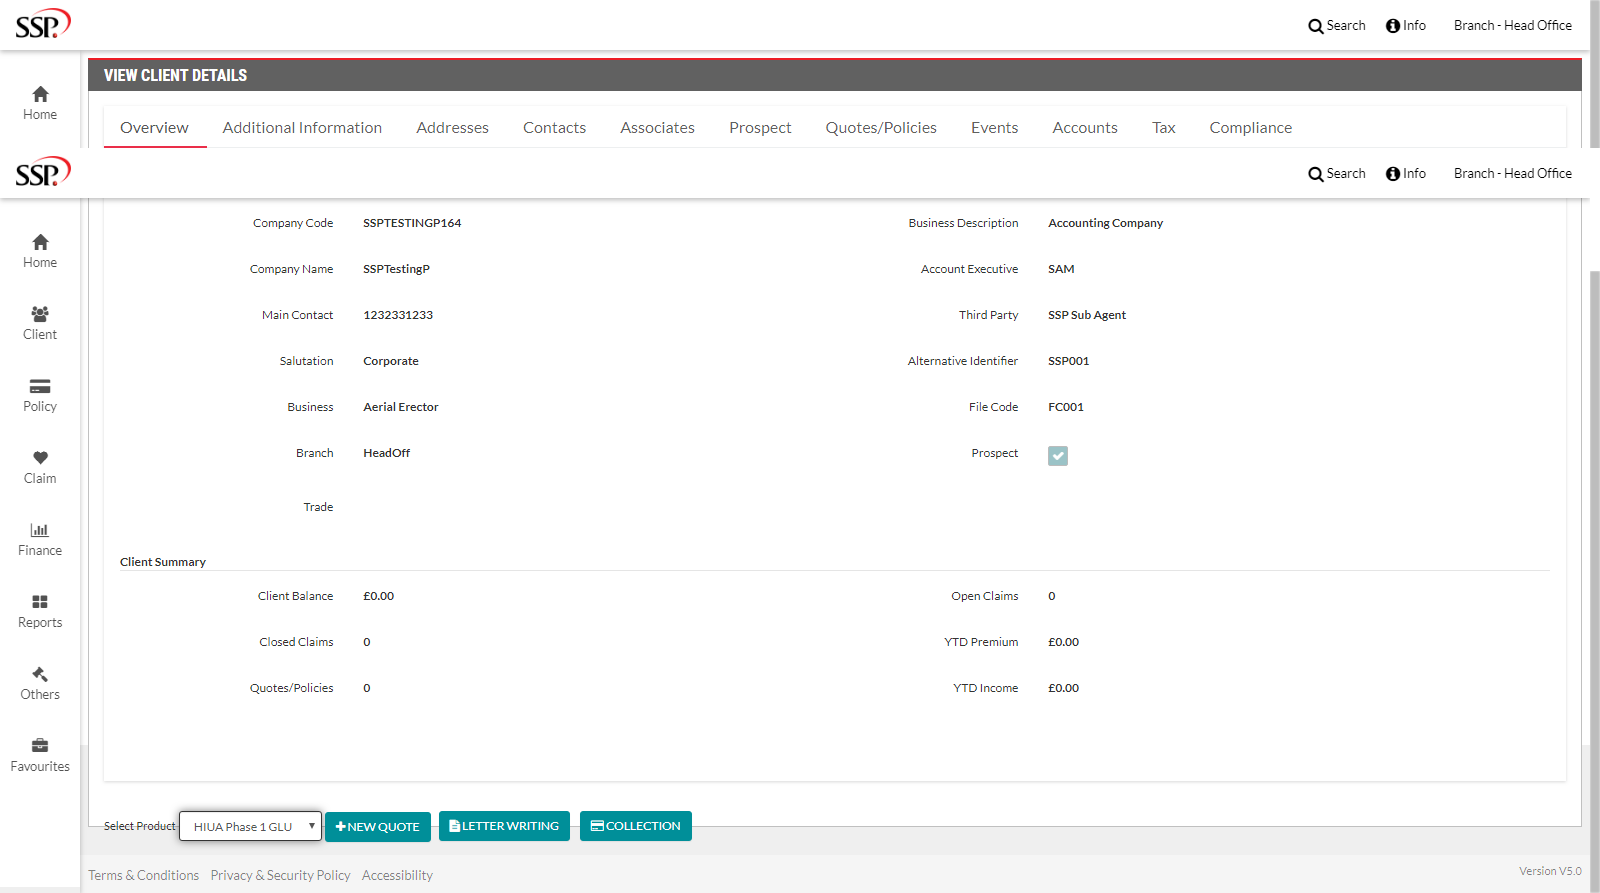 SSP. Search Info Branch - Head Office
VIEW CLIENT DETAILS
Home
Overview Additional Information Addresses Contacts Associates Prospect Quotes/Policies Events Accounts Tax Compliance
SSP. Search Info Branch - Head Office
Company Code SSPTESTINGP164 Business Description Accounting Company
Home
Company Name SSPTestingP Account Executive SAM
Main Contact 1232331233 Third Party SSP Sub Agent
Client
Salutation Corporate Alternative Identifier SSP001
Policy
Business Aerial Erector File Code FC001
Branch HeadOff Prospect
Claim
Trade
Finance
Client Summary
Client Balance £0.00 Open Claims 0
Reports
Closed Claims 0 YTD Premium £0.00
Quotes/Policies 0 YTD Income £0.00
Others
Favourites
Select Product HIUA Phase 1 GLU NEW QUOTE LETTER WRITING COLLECTION
Terms & Conditions Privacy & Security Policy Accessibility Version V5.0